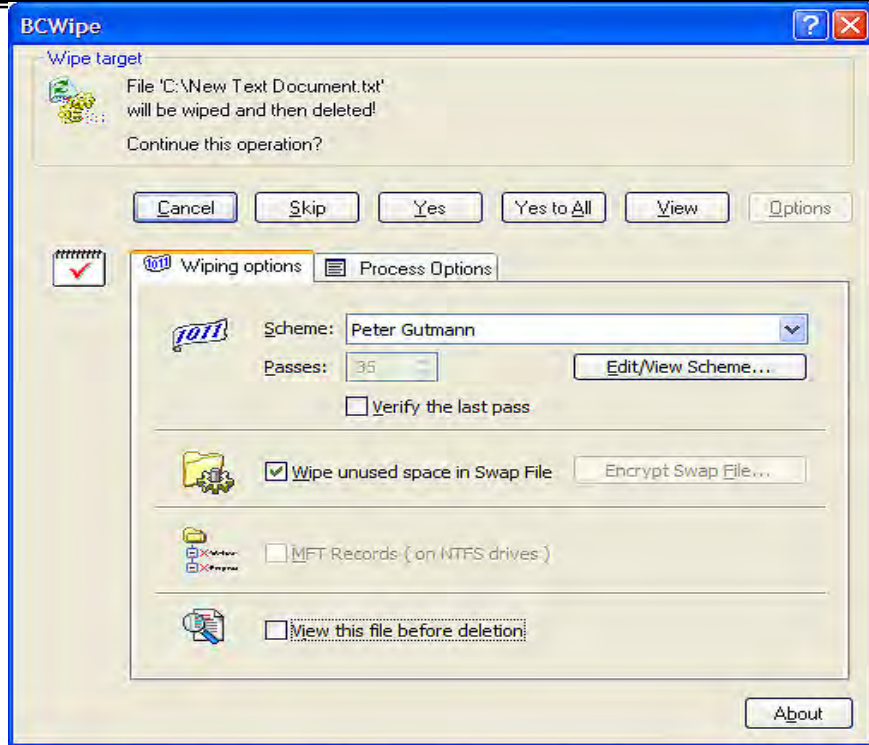 BCWipe
Wipe target
File 'C:\New Text Document.txt'
will be wiped and then deleted!
Continue this operation?
Cancel Skip Yes Yes to All View Options
Wiping options Process Options
1011 Scheme: Peter Gutmann
Passes: 35 Edit/View Scheme...
Verify the last pass
Wipe unused space in Swap File Encrypt Swap File...
MFT Records ( on NTFS drives )
View this file before deletion
About